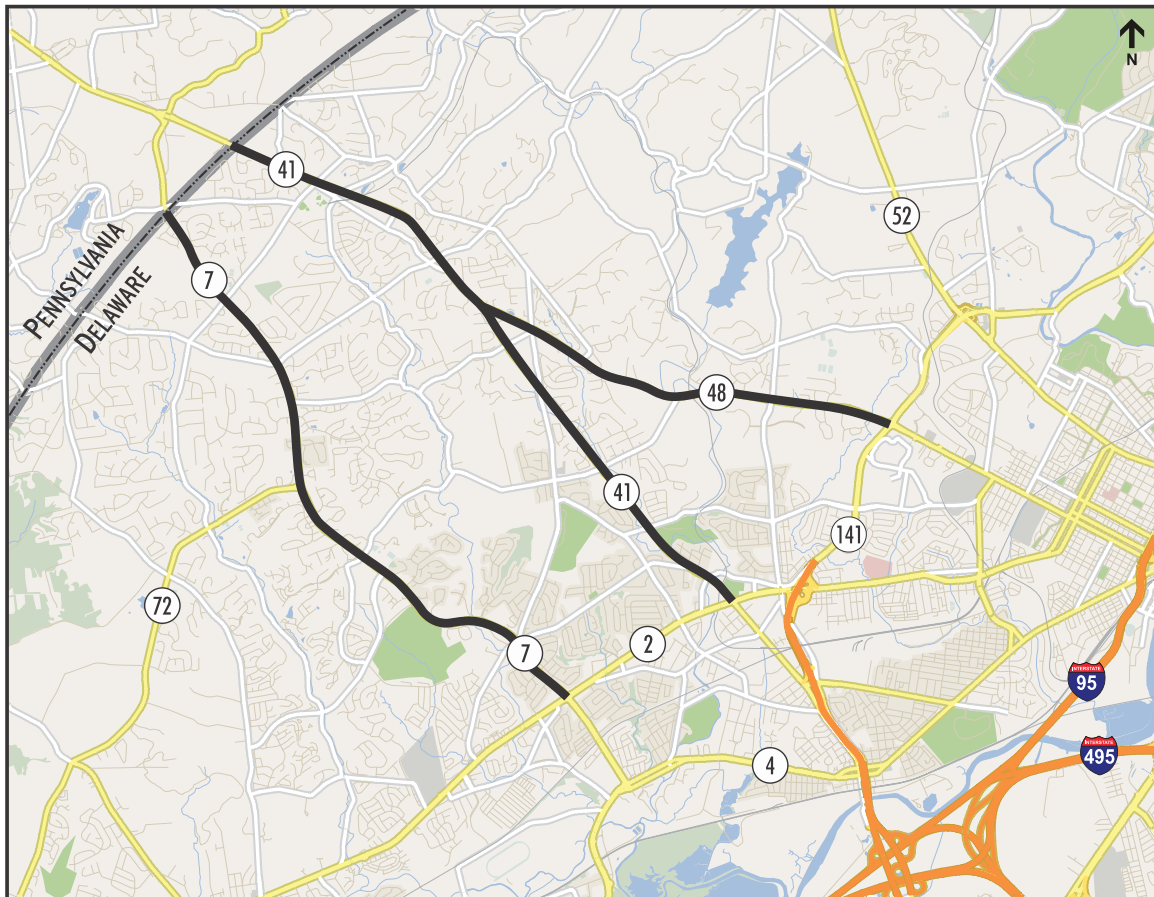 N
41
52
PENNSYLVANIA
DELAWARE
7
48
41
141
72
2
7
INTERSTATE
95
INTERSTATE
495
4